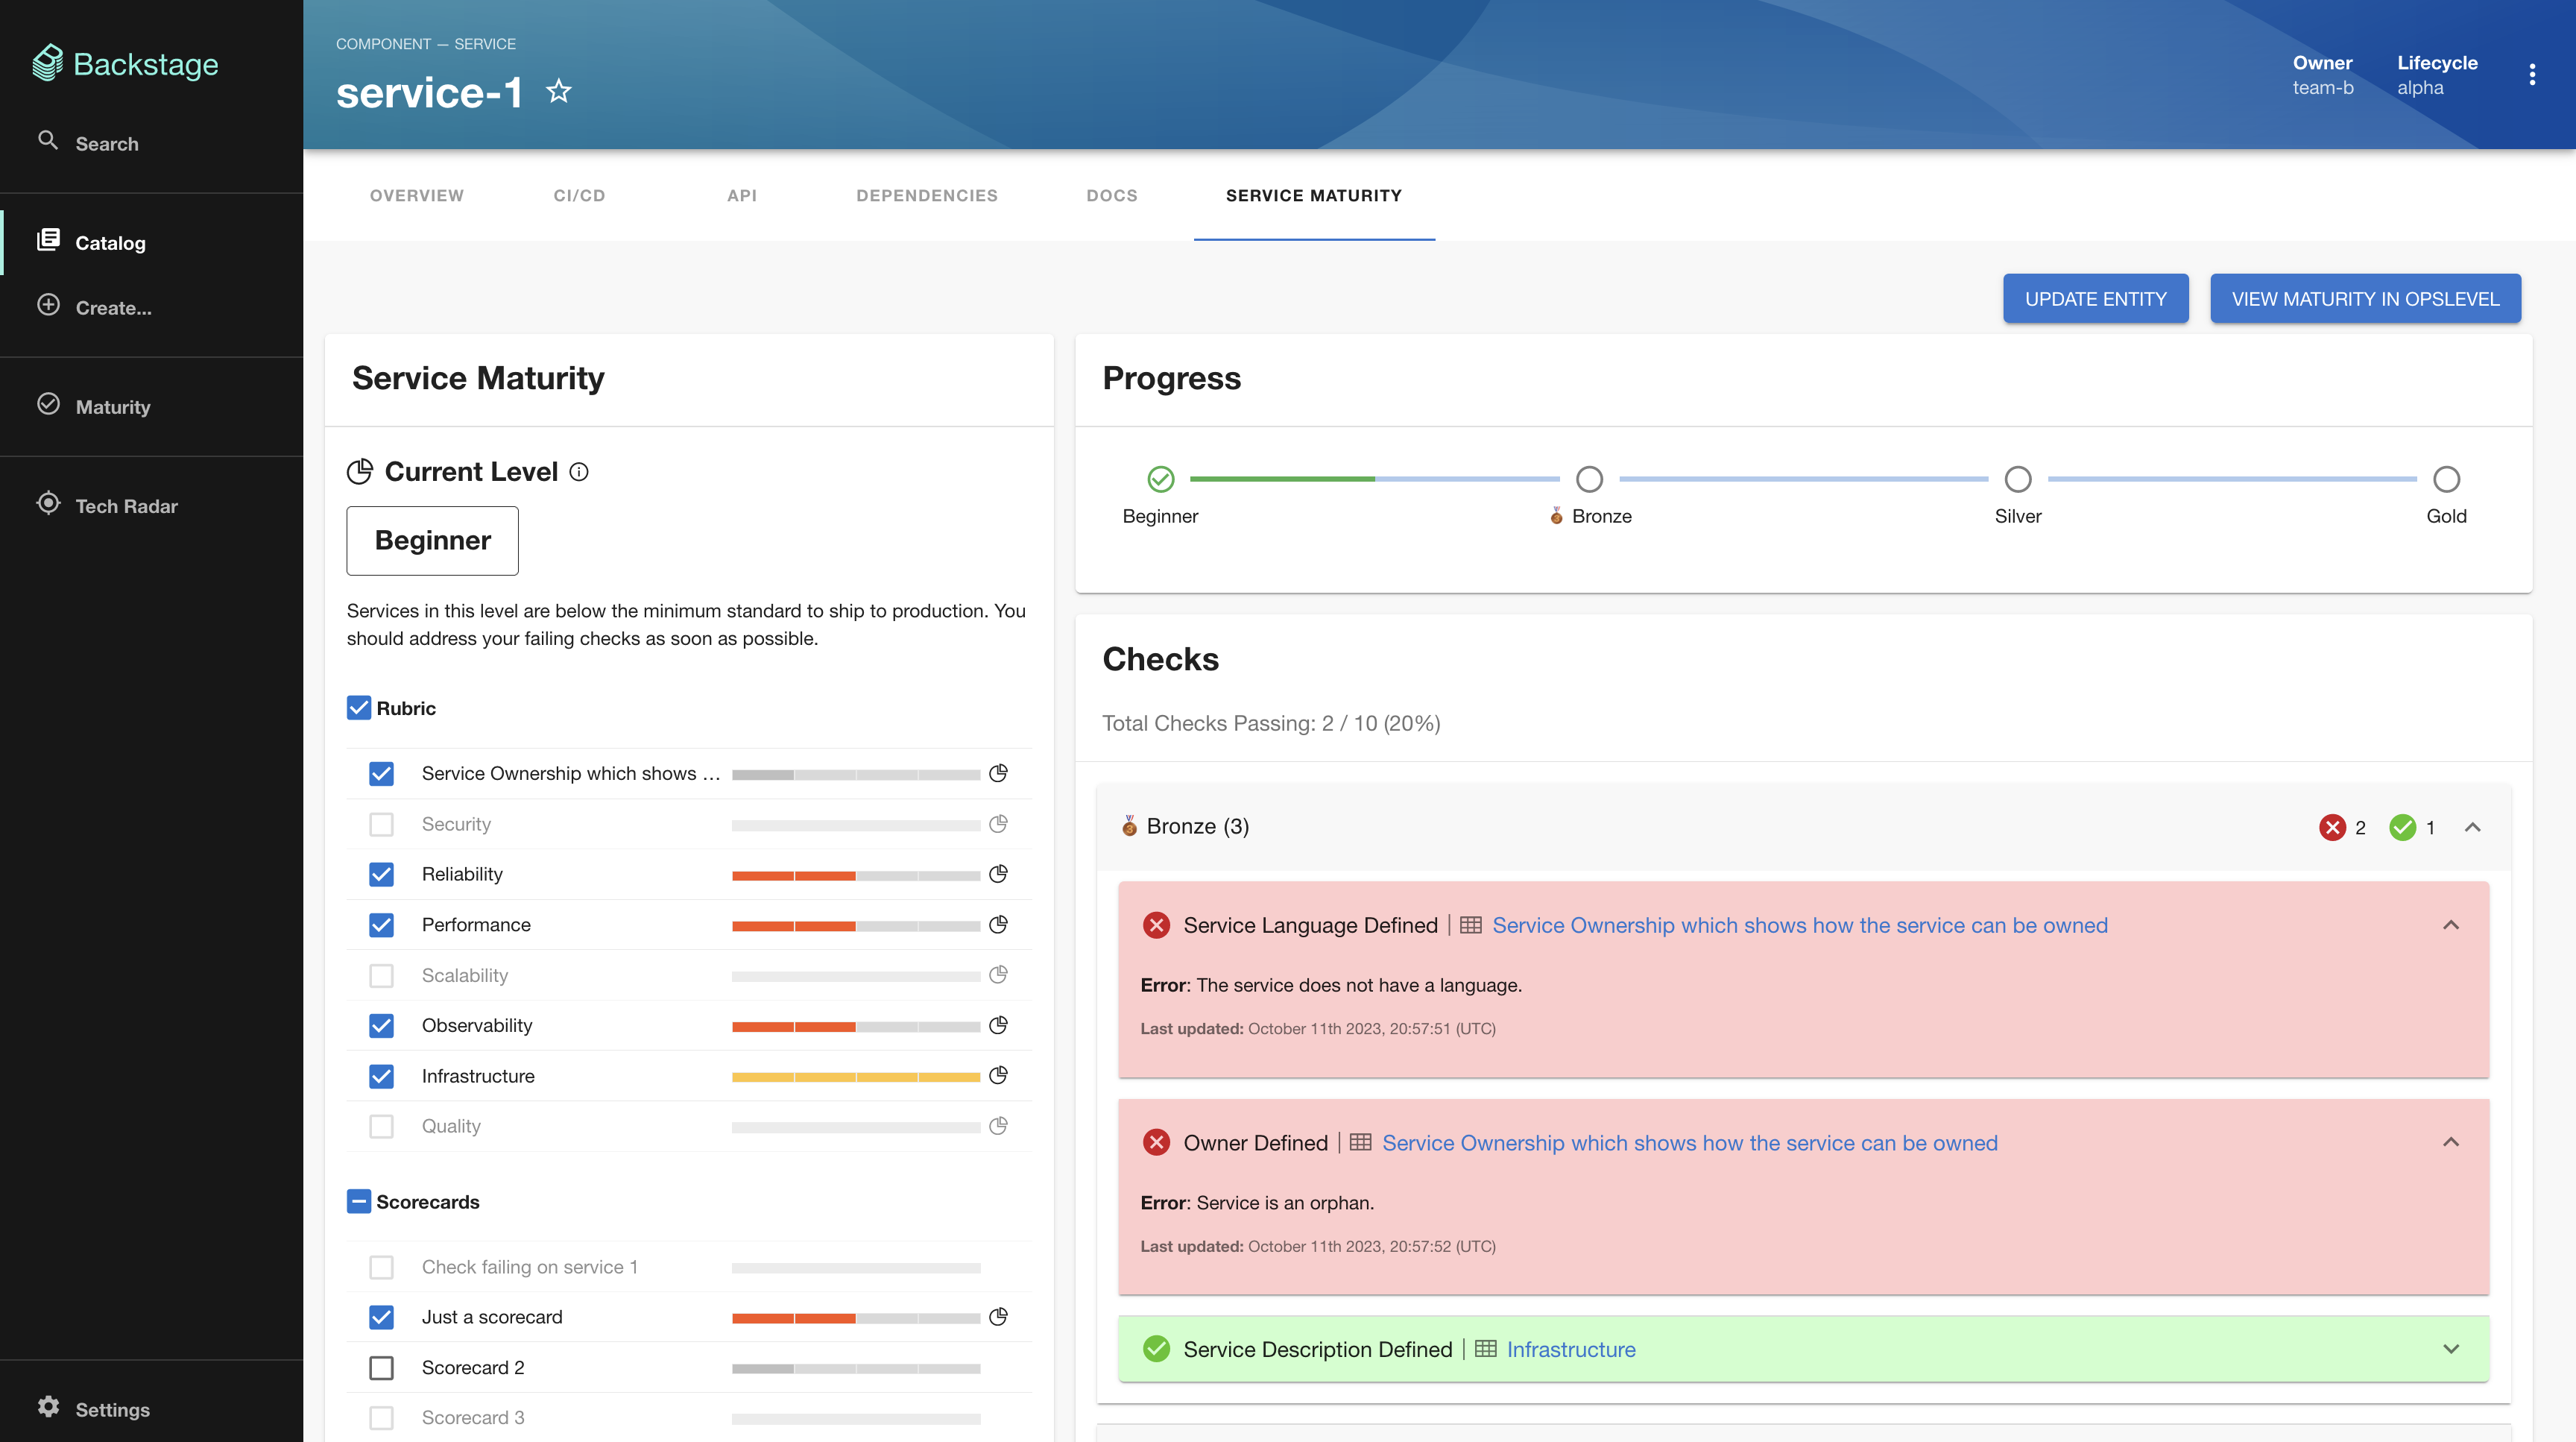 Backstage
Search
Catalog
Create...
Maturity
Tech Radar
Settings
COMPONENT — SERVICE
service-1
Owner
team-b
Lifecycle
alpha
OVERVIEW
CI/CD
API
DEPENDENCIES
DOCS
SERVICE MATURITY
UPDATE ENTITY
VIEW MATURITY IN OPSLEVEL
Service Maturity
Current Level
Beginner
Services in this level are below the minimum standard to ship to production. You
should address your failing checks as soon as possible.
Rubric
Service Ownership which shows ...
Security
Reliability
Performance
Scalability
Observability
Infrastructure
Quality
Scorecards
Check failing on service 1
Just a scorecard
Scorecard 2
Scorecard 3
Progress
Beginner
Bronze
Silver
Gold
Checks
Total Checks Passing: 2 / 10 (20%)
Bronze (3)
2
1
Service Language Defined | Service Ownership which shows how the service can be owned
Error: The service does not have a language.
Last updated: October 11th 2023, 20:57:51 (UTC)
Owner Defined | Service Ownership which shows how the service can be owned
Error: Service is an orphan.
Last updated: October 11th 2023, 20:57:52 (UTC)
Service Description Defined | Infrastructure